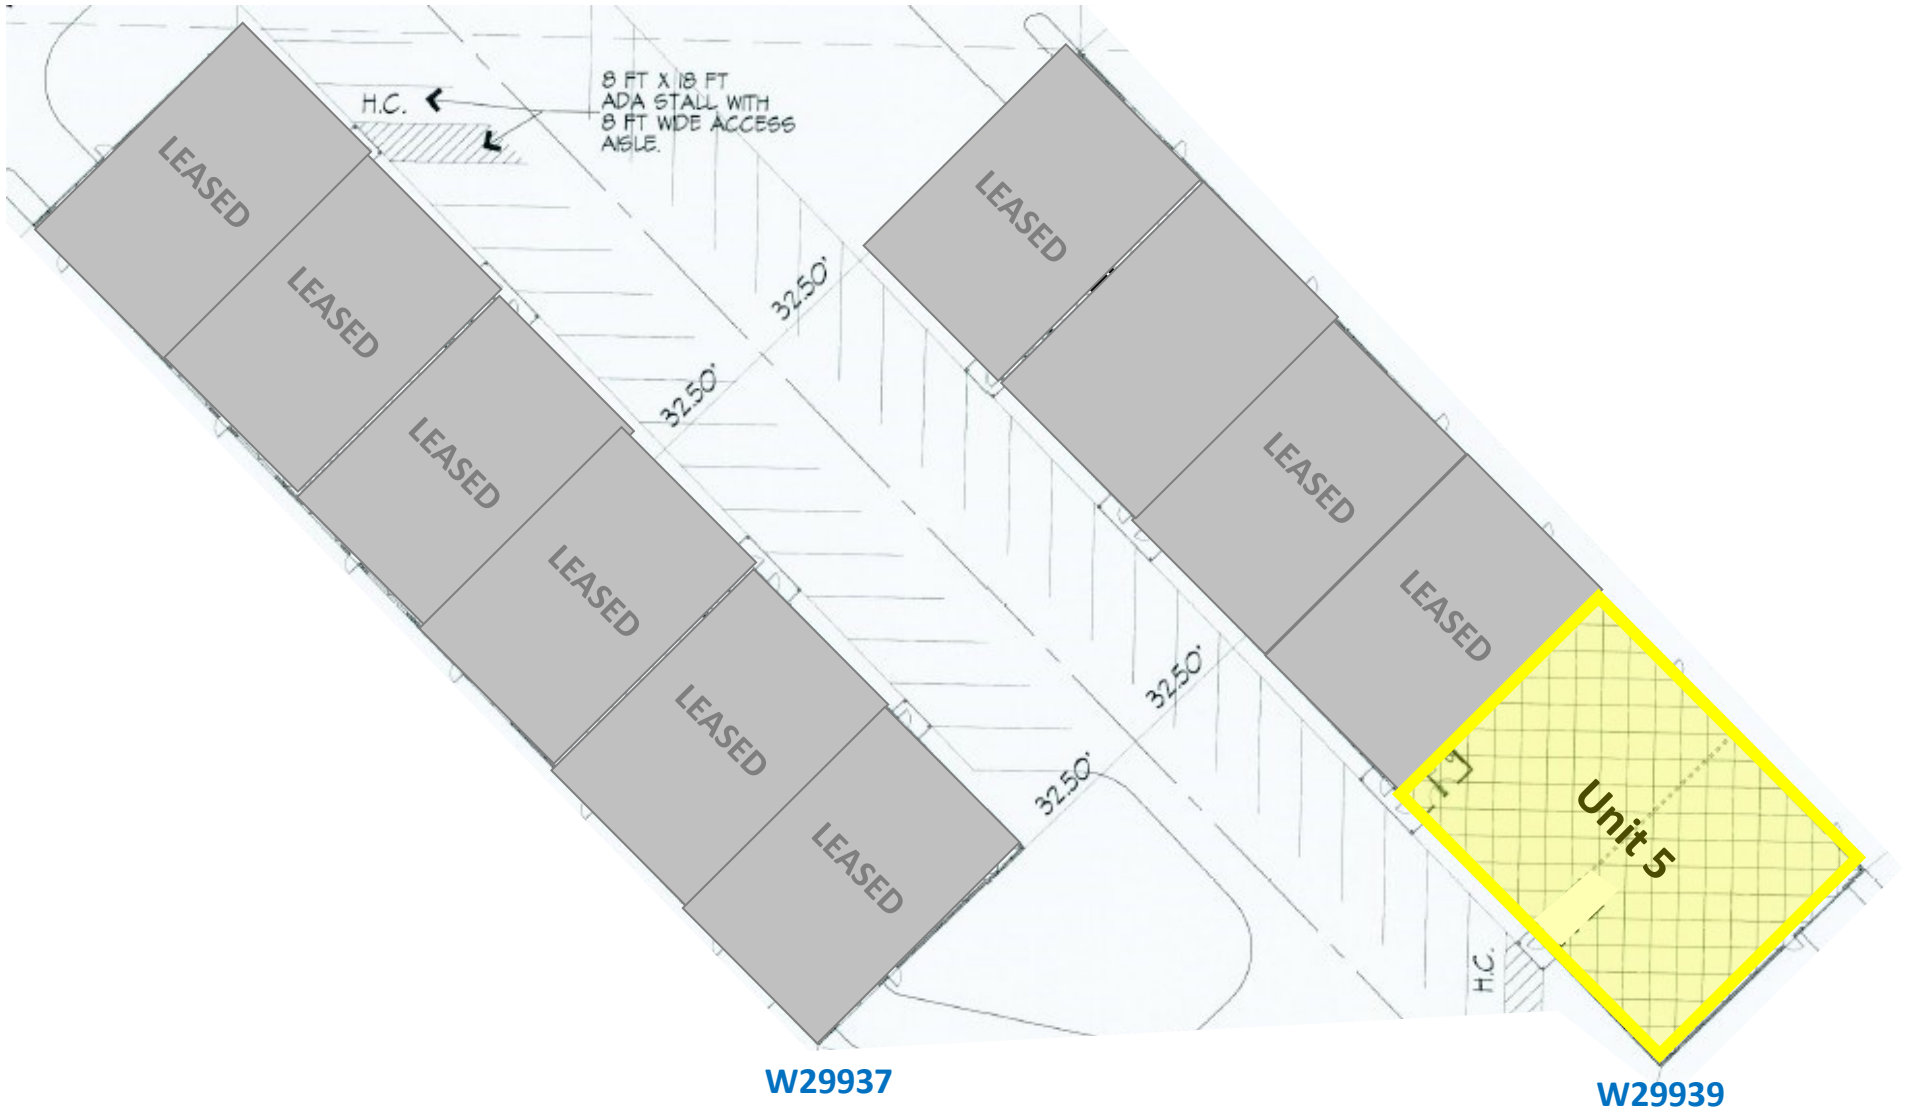 H.C.
8 FT X 18 FT
ADA STALL WITH
8 FT WIDE ACCESS
AISLE.
LEASED
LEASED
LEASED
LEASED
LEASED
LEASED
32.50'
32.50'
32.50'
32.50'
LEASED
LEASED
LEASED
Unit 5
H.C.
W29937
W29939